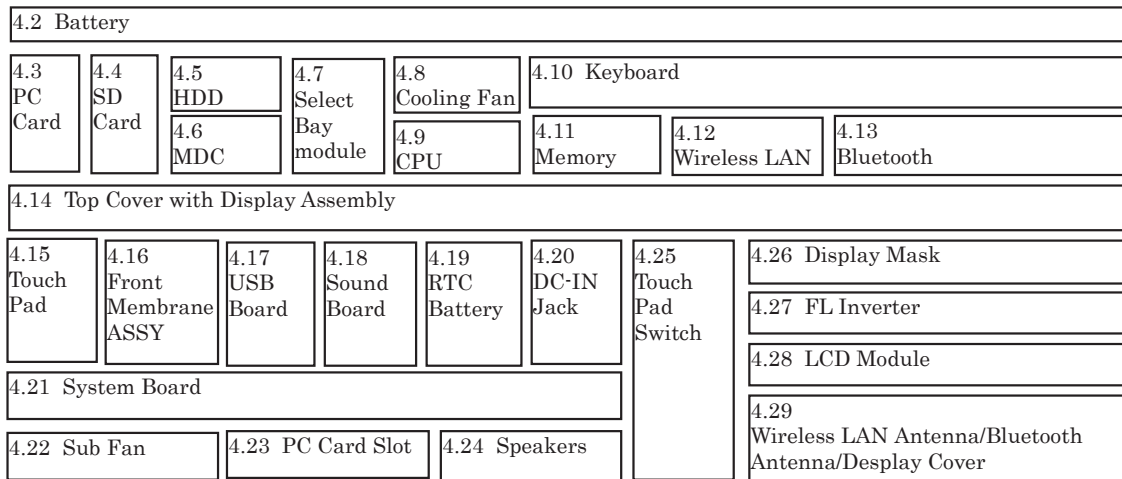 4.2 Battery
4.3
PC
Card
4.4
SD
Card
4.5
HDD
4.6
MDC
4.7
Select
Bay
module
4.8
Cooling Fan
4.9
CPU
4.10 Keyboard
4.11
Memory
4.12
Wireless LAN
4.13
Bluetooth
4.14 Top Cover with Display Assembly
4.15
Touch
Pad
4.16
Front
Membrane
ASSY
4.17
USB
Board
4.18
Sound
Board
4.19
RTC
Battery
4.20
DC-IN
Jack
4.25
Touch
Pad
Switch
4.26 Display Mask
4.27 FL Inverter
4.28 LCD Module
4.29
Wireless LAN Antenna/Bluetooth
Antenna/Desplay Cover
4.21 System Board
4.22 Sub Fan
4.23 PC Card Slot
4.24 Speakers